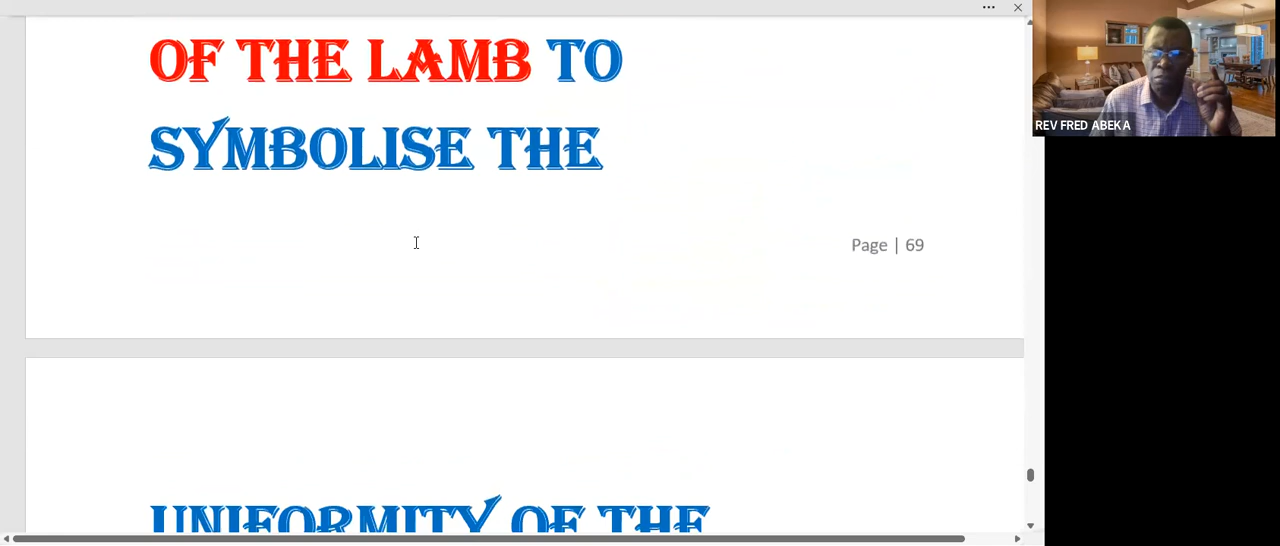 OF THE LAMB TO
SYMBOLISE THE
Page | 69
UNIFORMITY OF THE
REV FRED ABEKA